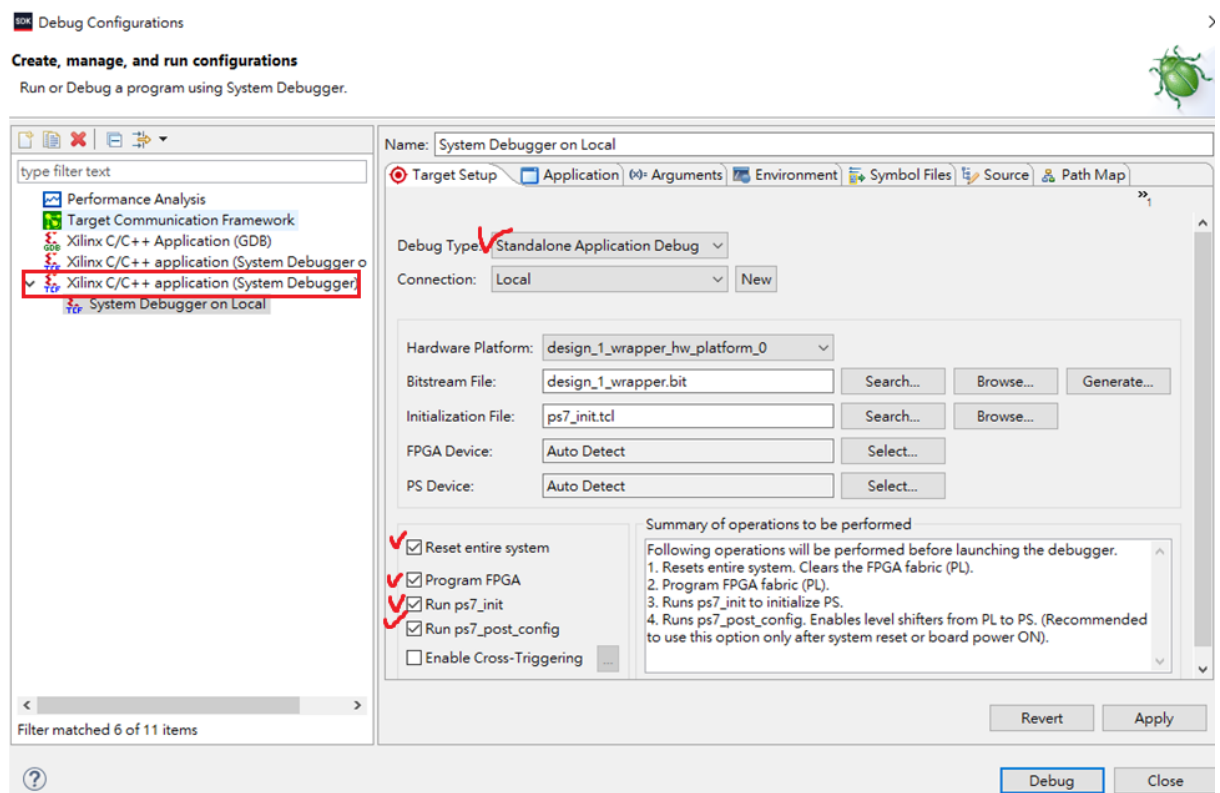 SDK Debug Configurations
Create, manage, and run configurations
Run or Debug a program using System Debugger.
type filter text
Performance Analysis
Target Communication Framework
Xilinx C/C++ Application (GDB)
Xilinx C/C++ application (System Debugger o
Xilinx C/C++ application (System Debugger)
System Debugger on Local
Filter matched 6 of 11 items
Name: System Debugger on Local
Target Setup Application (x)= Arguments Environment Symbol Files Source Path Map
»1
Debug Type: Standalone Application Debug
Connection: Local New
Hardware Platform: design_1_wrapper_hw_platform_0
Bitstream File: design_1_wrapper.bit Search... Browse... Generate...
Initialization File: ps7_init.tcl Search... Browse...
FPGA Device: Auto Detect Select...
PS Device: Auto Detect Select...
Reset entire system
Program FPGA
Run ps7_init
Run ps7_post_config
Enable Cross-Triggering ...
Summary of operations to be performed
Following operations will be performed before launching the debugger.
1. Resets entire system. Clears the FPGA fabric (PL).
2. Program FPGA fabric (PL).
3. Runs ps7_init to initialize PS.
4. Runs ps7_post_config. Enables level shifters from PL to PS. (Recommended
to use this option only after system reset or board power ON).
Revert Apply
? Debug Close